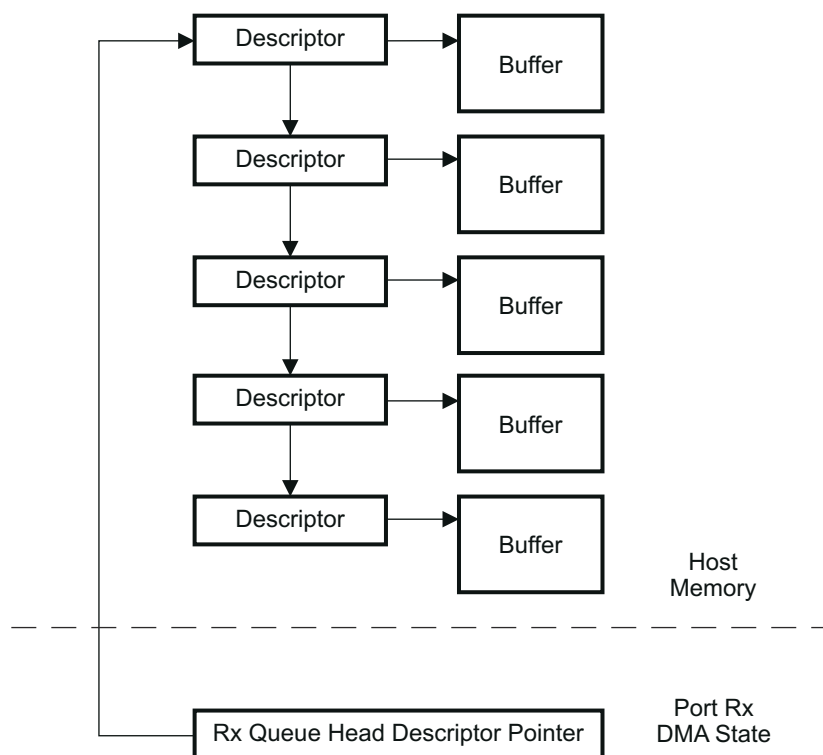 Descriptor
Buffer
Descriptor
Buffer
Descriptor
Buffer
Descriptor
Buffer
Descriptor
Buffer
Host
Memory
Rx Queue Head Descriptor Pointer
Port Rx
DMA State